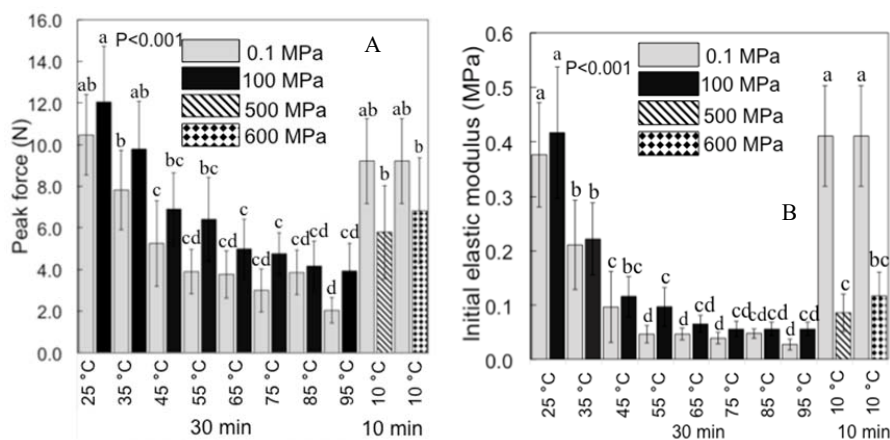 16.0
14.0
12.0
10.0
8.0
6.0
4.0
2.0
0.0
Peak force (N)
P<0.001
A
0.1 MPa
100 MPa
500 MPa
600 MPa
ab
a
b
ab
c
bc
cd
bc
cd
c
cd
c
cd
cd
d
cd
ab
b
ab
ab
25 °C
35 °C
45 °C
55 °C
65 °C
75 °C
85 °C
95 °C
10 °C
10 °C
30 min
10 min
0.6
0.5
0.4
0.3
0.2
0.1
0.0
Initial elastic modulus (MPa)
P<0.001
B
0.1 MPa
100 MPa
500 MPa
600 MPa
a
a
b
b
c
bc
d
c
d
cd
d
cd
cd
cd
d
cd
a
c
a
bc
25 °C
35 °C
45 °C
55 °C
65 °C
75 °C
85 °C
95 °C
10 °C
10 °C
30 min
10 min